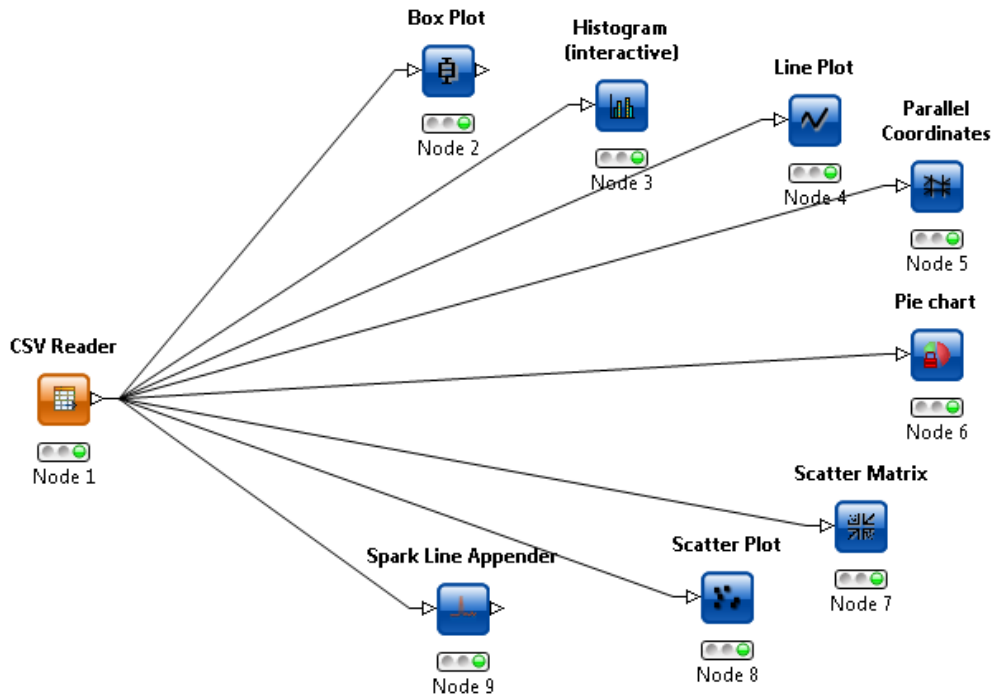 Box Plot
Node 2
Histogram
(interactive)
Node 3
Line Plot
Node 4
Parallel
Coordinates
Node 5
Pie chart
Node 6
CSV Reader
Node 1
Scatter Matrix
Node 7
Scatter Plot
Node 8
Spark Line Appender
Node 9